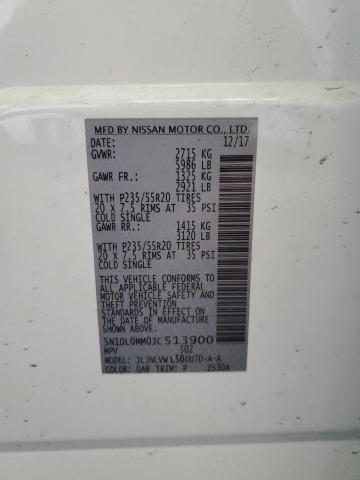 MFD BY NISSAN MOTOR CO., LTD.
DATE: 12/17
GVWR: 2715 KG
5986 LB
GAWR FR.: 1325 KG
2921 LB
WITH P235/55R20 TIRES
20 X 7.5 RIMS AT 35 PSI
COLD SINGLE
GAWR RR.: 1415 KG
3120 LB
WITH P235/55R20 TIRES
20 X 7.5 RIMS AT 35 PSI
COLD SINGLE
THIS VEHICLE CONFORMS TO
ALL APPLICABLE FEDERAL
MOTOR VEHICLE SAFETY
STANDARDS IN EFFECT ON
THE DATE OF MANUFACTURE
SHOWN ABOVE.
5N1DL0MM0JC513900
MPV 502
MODEL: JLJNLVWL50UU7D-A-A
COLOR: QAB TRIM: P 2530A